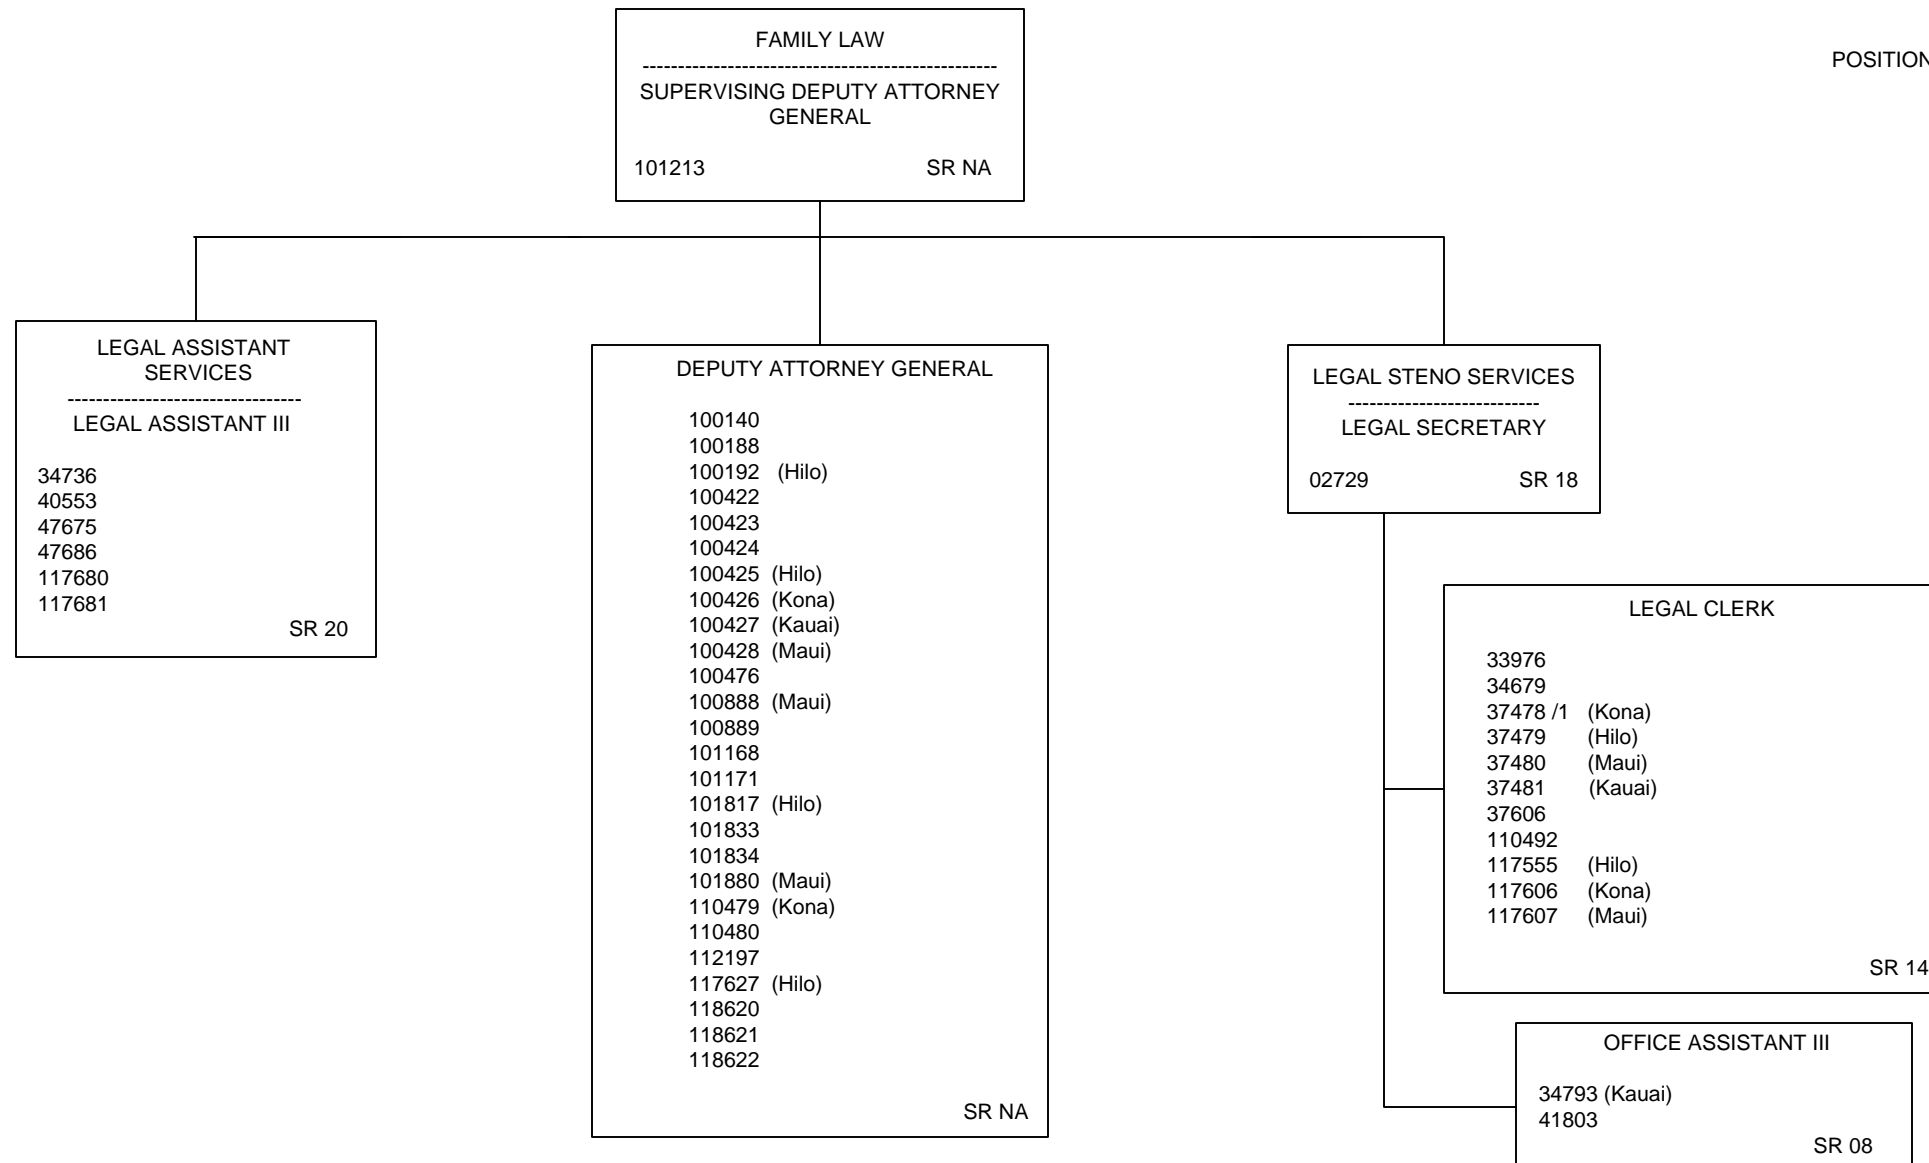 FAMILY LAW
--------------------------------------------------
SUPERVISING DEPUTY ATTORNEY
GENERAL
101213 SR NA
POSITION
LEGAL ASSISTANT
SERVICES
---------------------------------
LEGAL ASSISTANT III
34736
40553
47675
47686
117680
117681
SR 20
DEPUTY ATTORNEY GENERAL
100140
100188
100192 (Hilo)
100422
100423
100424
100425 (Hilo)
100426 (Kona)
100427 (Kauai)
100428 (Maui)
100476
100888 (Maui)
100889
101168
101171
101817 (Hilo)
101833
101834
101880 (Maui)
110479 (Kona)
110480
112197
117627 (Hilo)
118620
118621
118622
SR NA
LEGAL STENO SERVICES
---------------------------
LEGAL SECRETARY
02729 SR 18
LEGAL CLERK
33976
34679
37478 /1 (Kona)
37479 (Hilo)
37480 (Maui)
37481 (Kauai)
37606
110492
117555 (Hilo)
117606 (Kona)
117607 (Maui)
SR 14
OFFICE ASSISTANT III
34793 (Kauai)
41803
SR 08